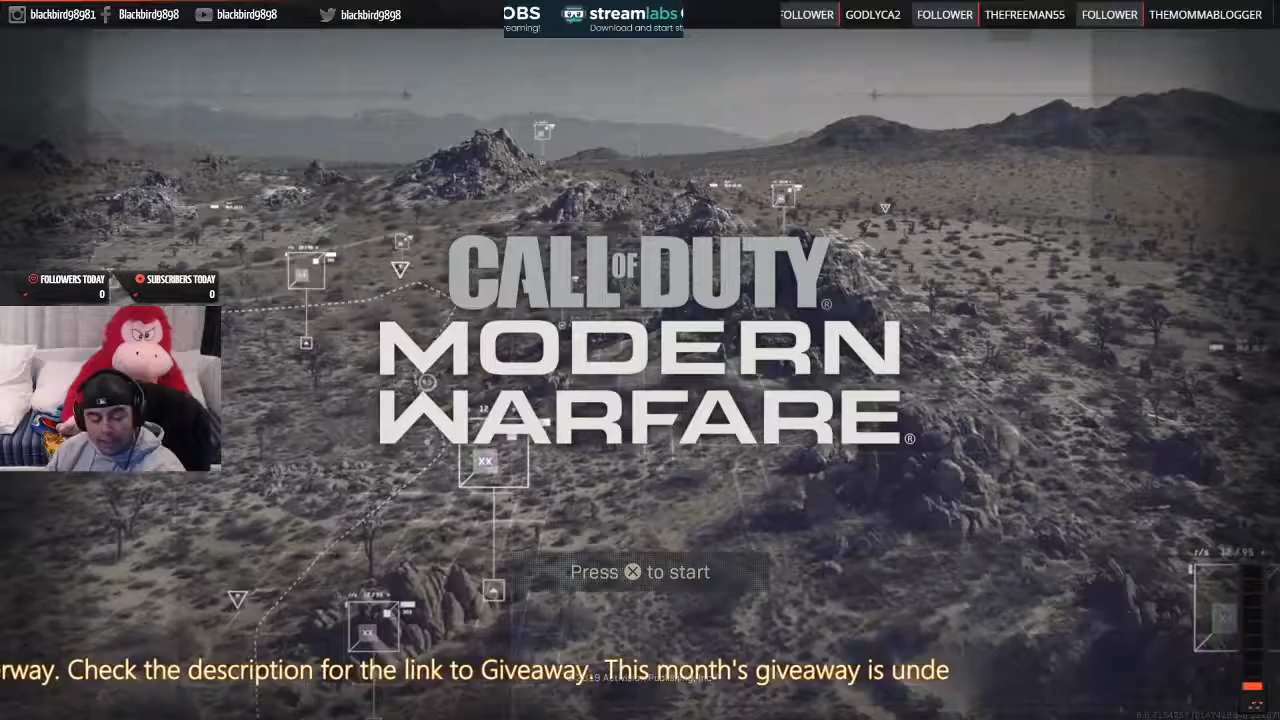 blackbird98981 Blackbird9898 blackbird9898 blackbird9898
OBS streamlabs
Download and start st
FOLLOWER GODLYCA2 FOLLOWER THEFREEMAN55 FOLLOWER THEMOMMABLOGGER
FOLLOWERS TODAY
0
SUBSCRIBERS TODAY
0
CALL OF DUTY®
MODERN
WARFARE®
XX
Press ⓧ to start
XX
rway. Check the description for the link to Giveaway. This month's giveaway is unde